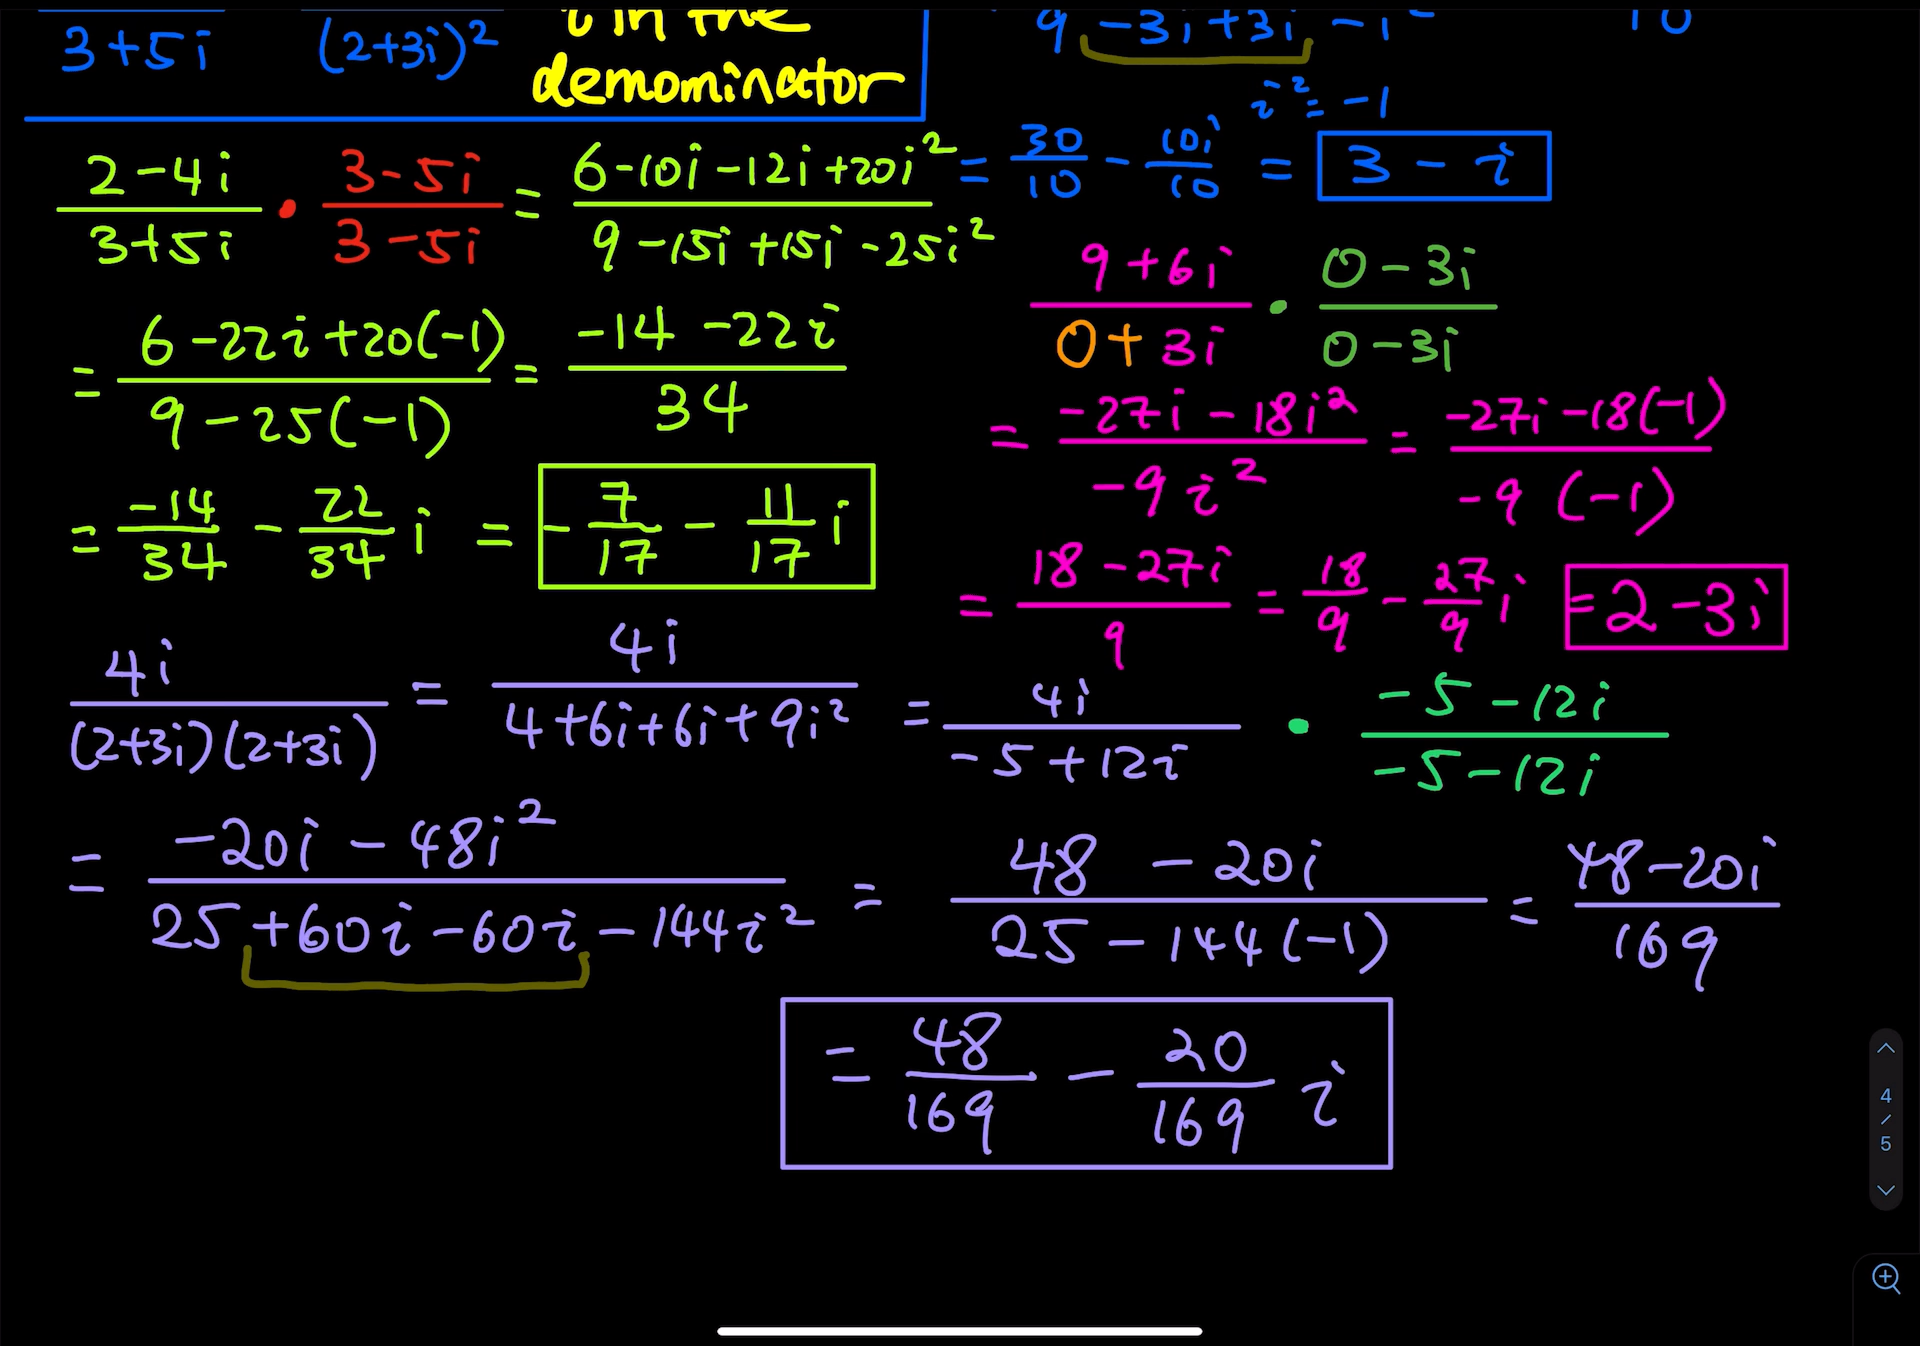 3+5i (2+3i)² i in the
demominator
9 -3i+3i -i² 10
i²=-1
= 30/10 - 10i/10 = 3 - i
(2-4i)/(3+5i) · (3-5i)/(3-5i) = (6-10i-12i+20i²)/(9-15i+15i-25i²)
= (6-22i+20(-1))/(9-25(-1)) = (-14-22i)/34
= -14/34 - 22/34 i = -7/17 - 11/17 i
(9+6i)/(0+3i) · (0-3i)/(0-3i)
= (-27i-18i²)/(-9i²) = (-27i-18(-1))/(-9(-1))
= (18-27i)/9 = 18/9 - 27/9 i = 2-3i
4i/((2+3i)(2+3i)) = 4i/(4+6i+6i+9i²) = 4i/(-5+12i) · (-5-12i)/(-5-12i)
= (-20i-48i²)/(25+60i-60i-144i²) = (48-20i)/(25-144(-1)) = (48-20i)/169
= 48/169 - 20/169 i
4
/
5